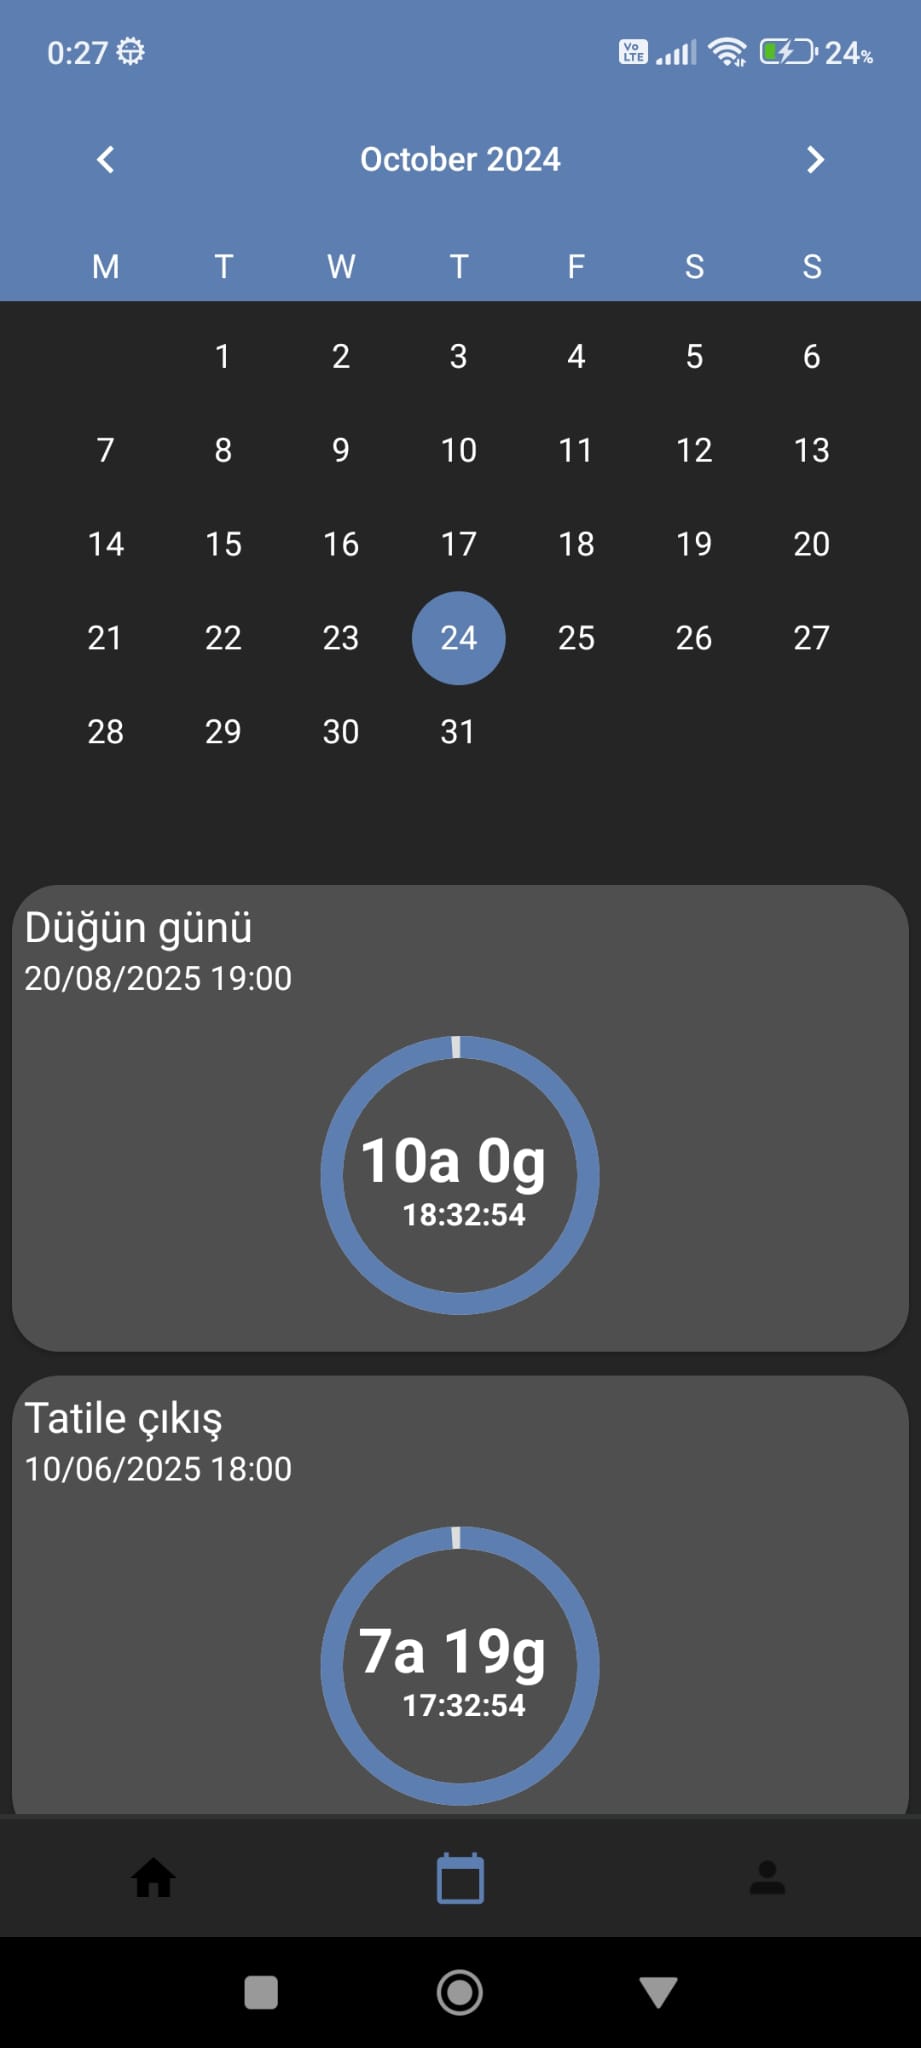 0:27 Vo LTE 24%
October 2024
M T W T F S S
1 2 3 4 5 6
7 8 9 10 11 12 13
14 15 16 17 18 19 20
21 22 23 24 25 26 27
28 29 30 31
Düğün günü
20/08/2025 19:00
10a 0g
18:32:54
Tatile çıkış
10/06/2025 18:00
7a 19g
17:32:54